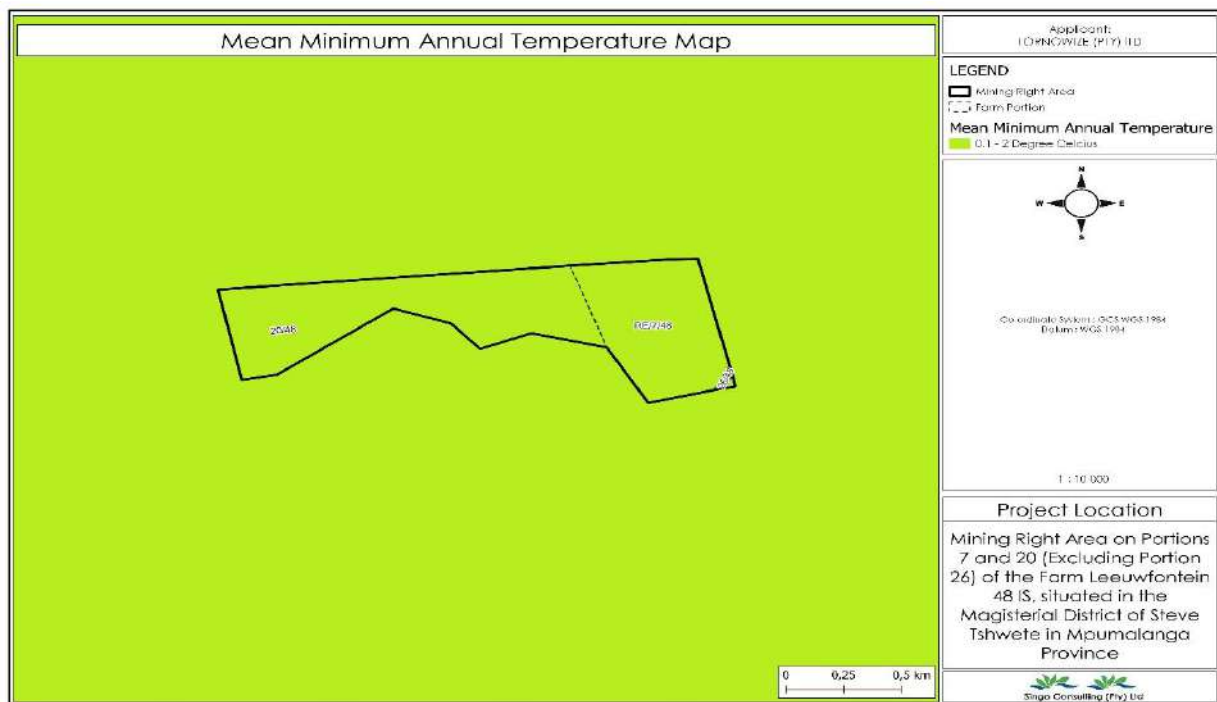 Mean Minimum Annual Temperature Map
20/48
RE/7/48
0 0,25 0,5 km
Applicant:
TORNOWIZE (PTY) LTD
LEGEND
Mining Right Area
Farm Portion
Mean Minimum Annual Temperature
0.1 - 2 Degree Celcius
N
W E
S
Co-ordinate System : GCS WGS 1984
Datum : WGS 1984
1 : 10 000
Project Location
Mining Right Area on Portions
7 and 20 (Excluding Portion
26) of the Farm Leeuwfontein
48 IS, situated in the
Magisterial District of Steve
Tshwete in Mpumalanga
Province
Singo Consulting (Pty) Ltd